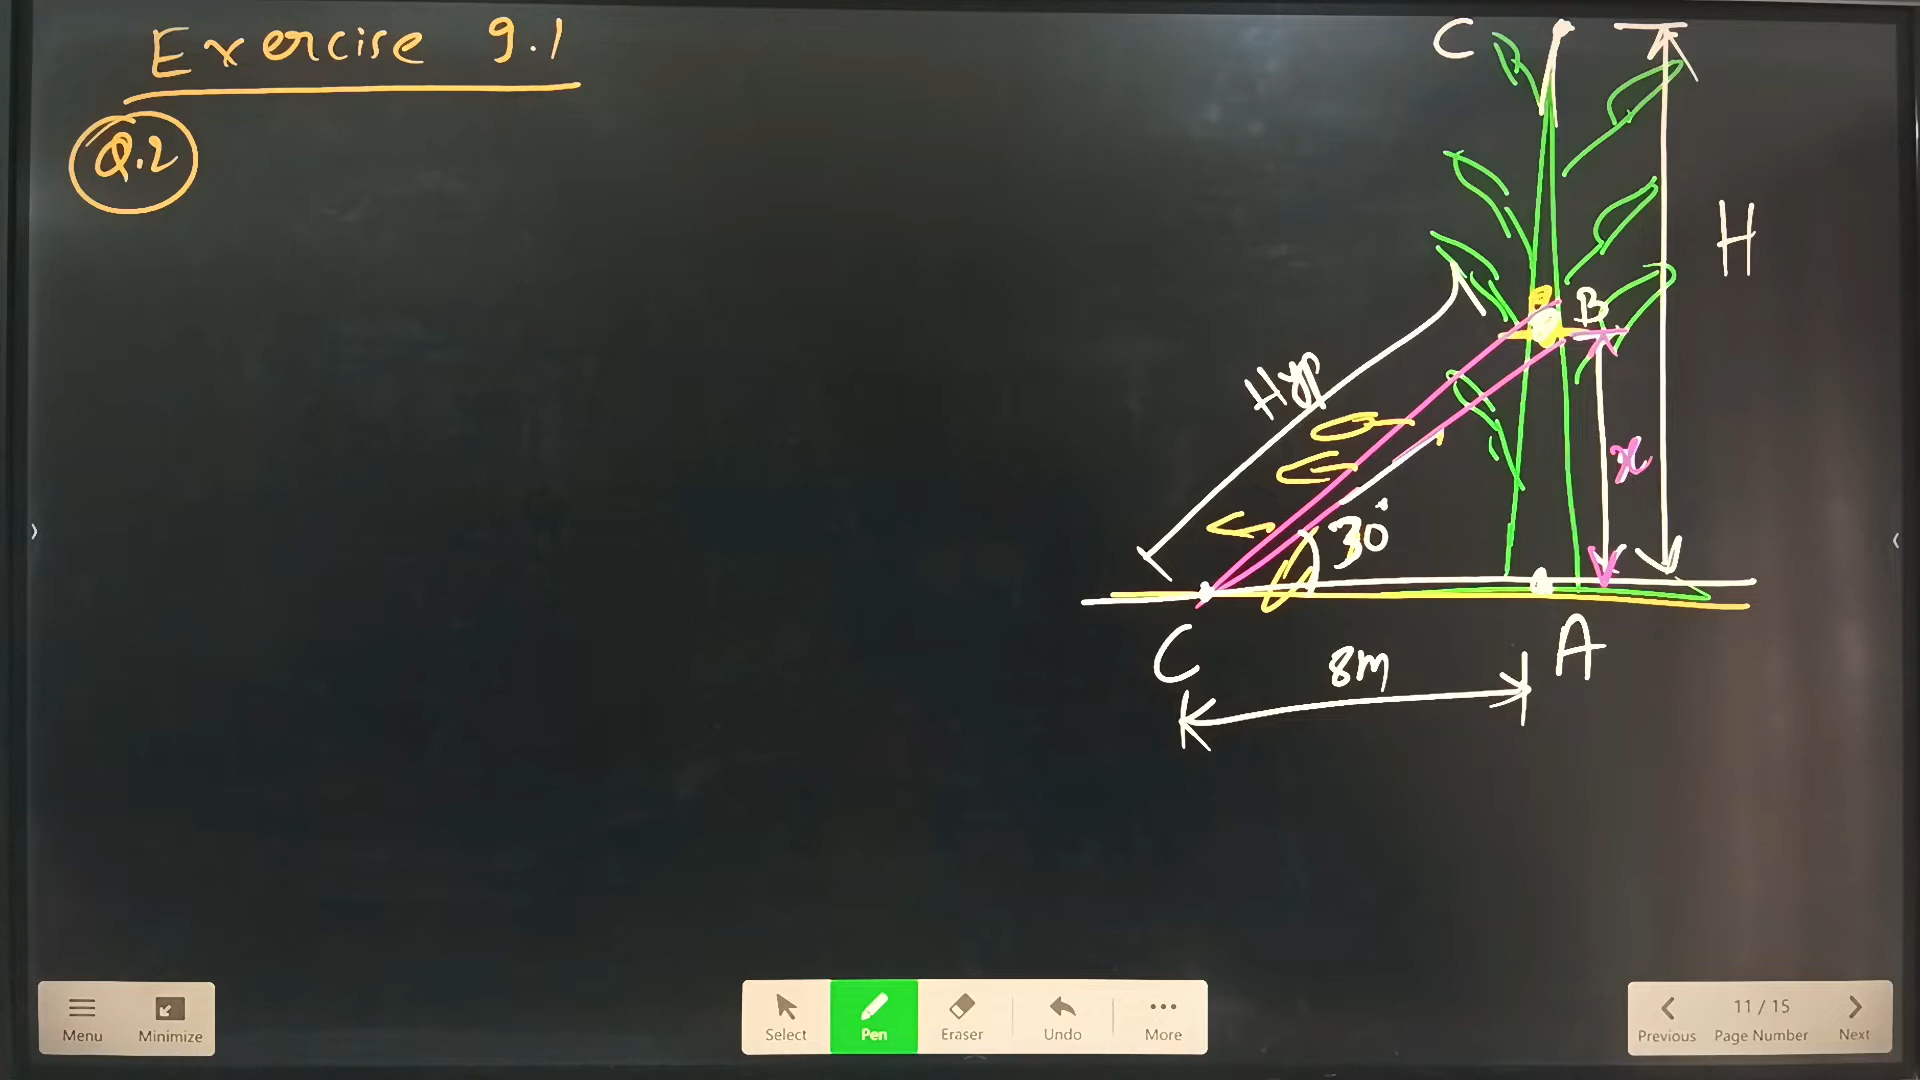 Exercise 9.1
Q.2
C
H
B
Hyp
x
30°
C
A
8m
Menu
Minimize
Select
Pen
Eraser
Undo
More
Previous
11 / 15
Page Number
Next